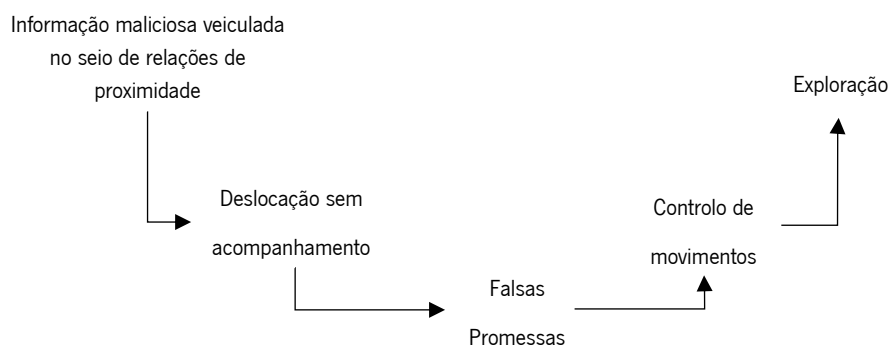 Informação maliciosa veiculada
no seio de relações de
proximidade
Deslocação sem
acompanhamento
Falsas
Promessas
Controlo de
movimentos
Exploração